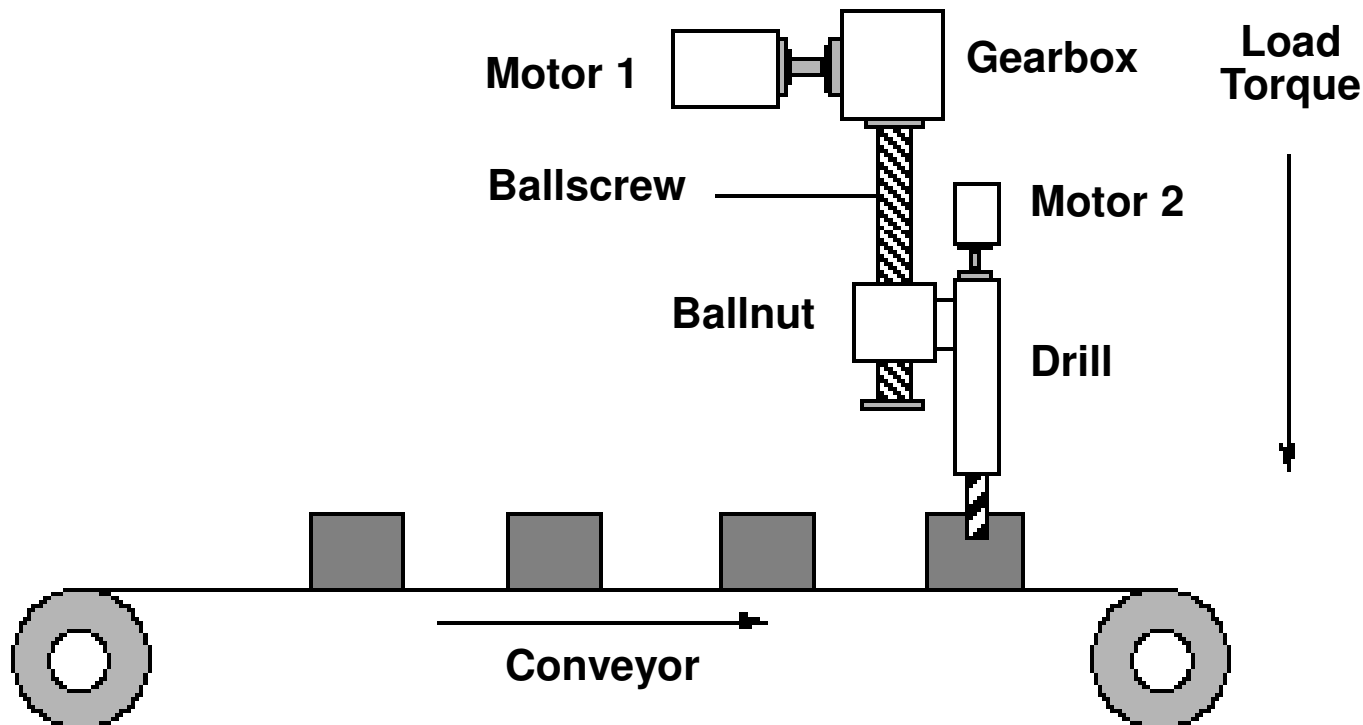 Motor 1
Gearbox
Load
Torque
Ballscrew
Motor 2
Ballnut
Drill
Conveyor